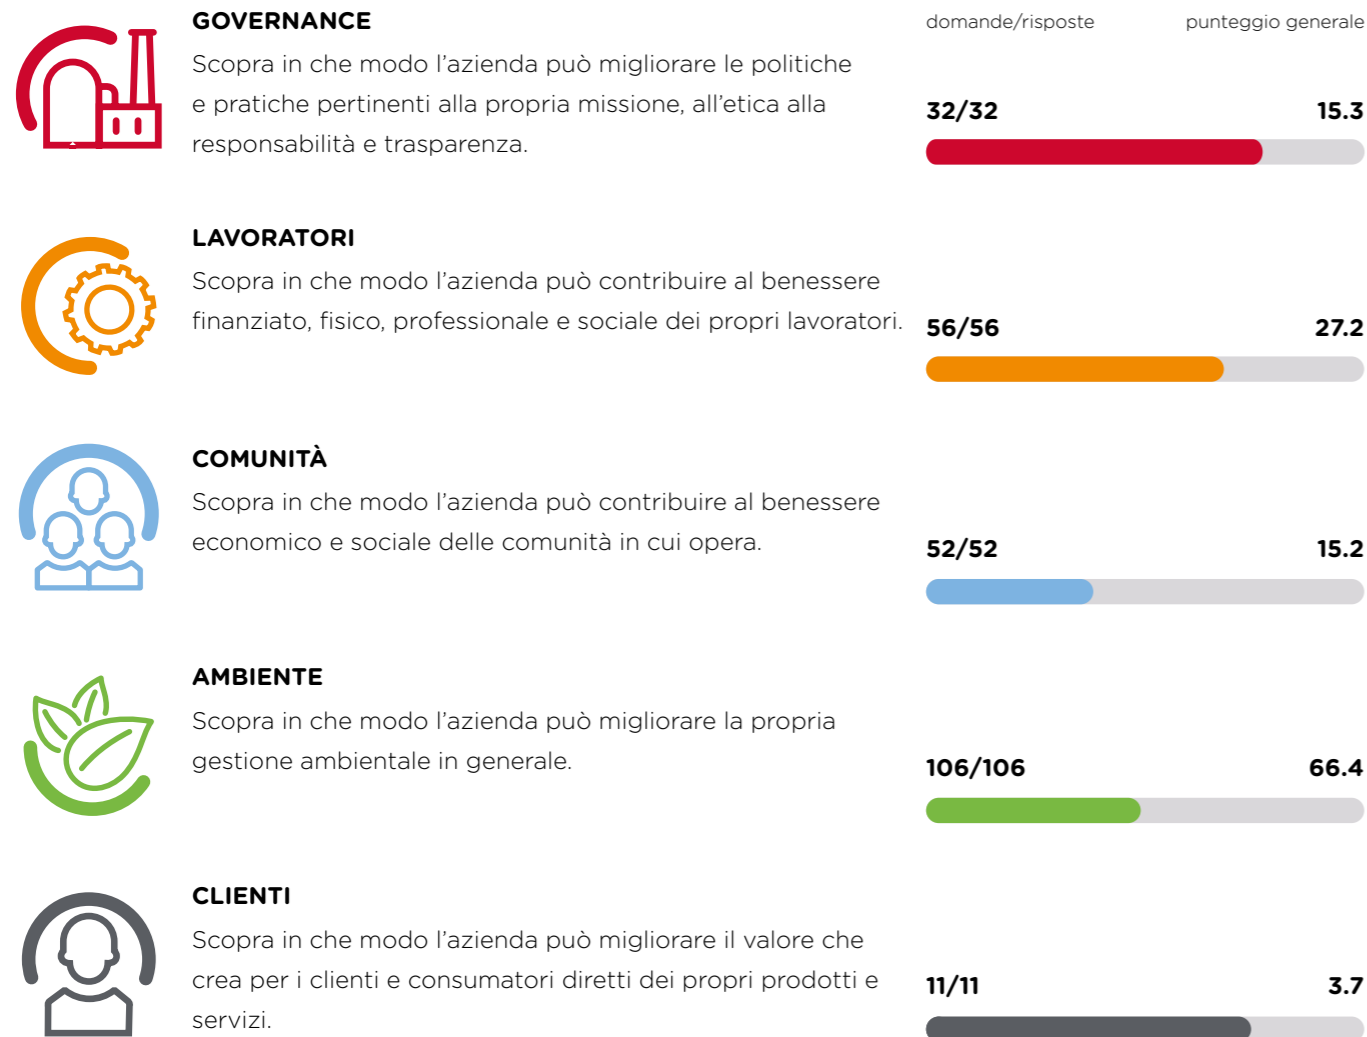 GOVERNANCE
domande/risposte
punteggio generale
Scopra in che modo l’azienda può migliorare le politiche
e pratiche pertinenti alla propria missione, all’etica alla
responsabilità e trasparenza.
32/32
15.3
LAVORATORI
Scopra in che modo l’azienda può contribuire al benessere
finanziato, fisico, professionale e sociale dei propri lavoratori.
56/56
27.2
COMUNITÀ
Scopra in che modo l’azienda può contribuire al benessere
economico e sociale delle comunità in cui opera.
52/52
15.2
AMBIENTE
Scopra in che modo l’azienda può migliorare la propria
gestione ambientale in generale.
106/106
66.4
CLIENTI
Scopra in che modo l’azienda può migliorare il valore che
crea per i clienti e consumatori diretti dei propri prodotti e
servizi.
11/11
3.7